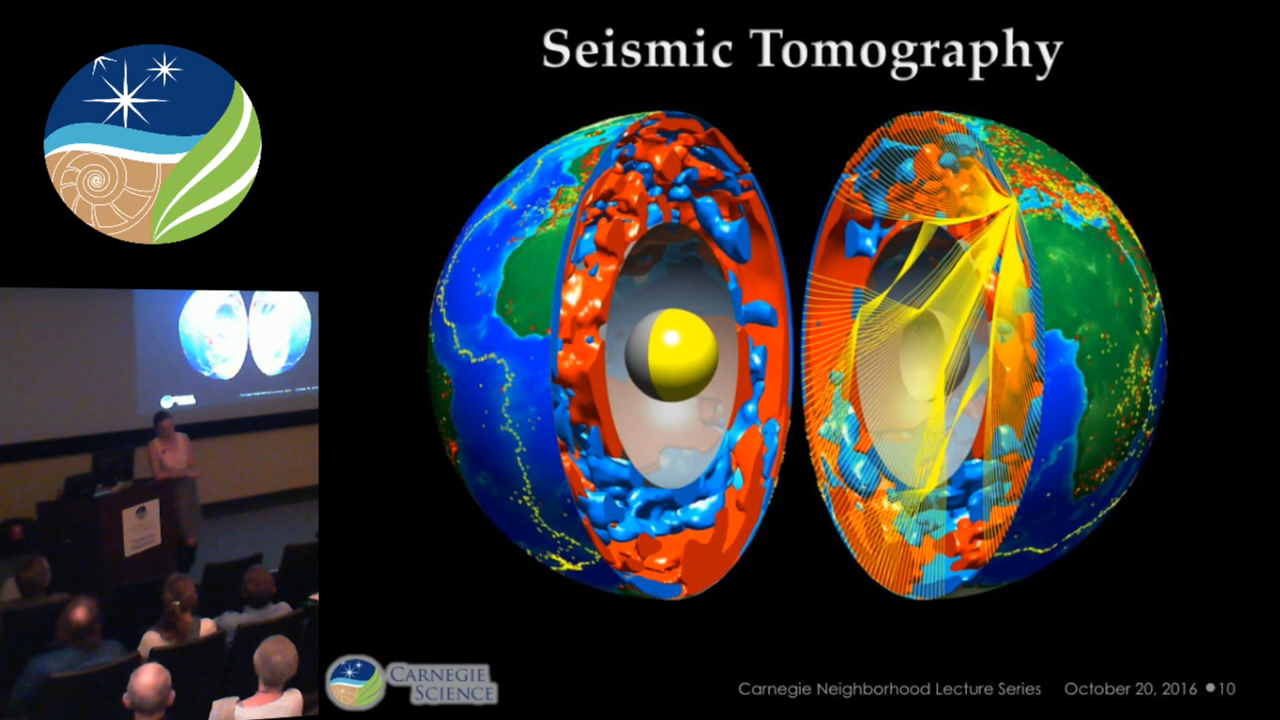 Seismic Tomography
CARNEGIE
SCIENCE
Carnegie Neighborhood Lecture Series October 20, 2016 10